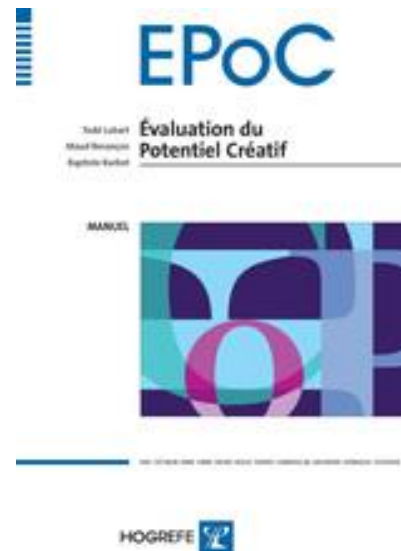 EPoC
Todd Lubart
Maud Besançon
Baptiste Barbot
Évaluation du
Potentiel Créatif
MANUEL
HOGREFE